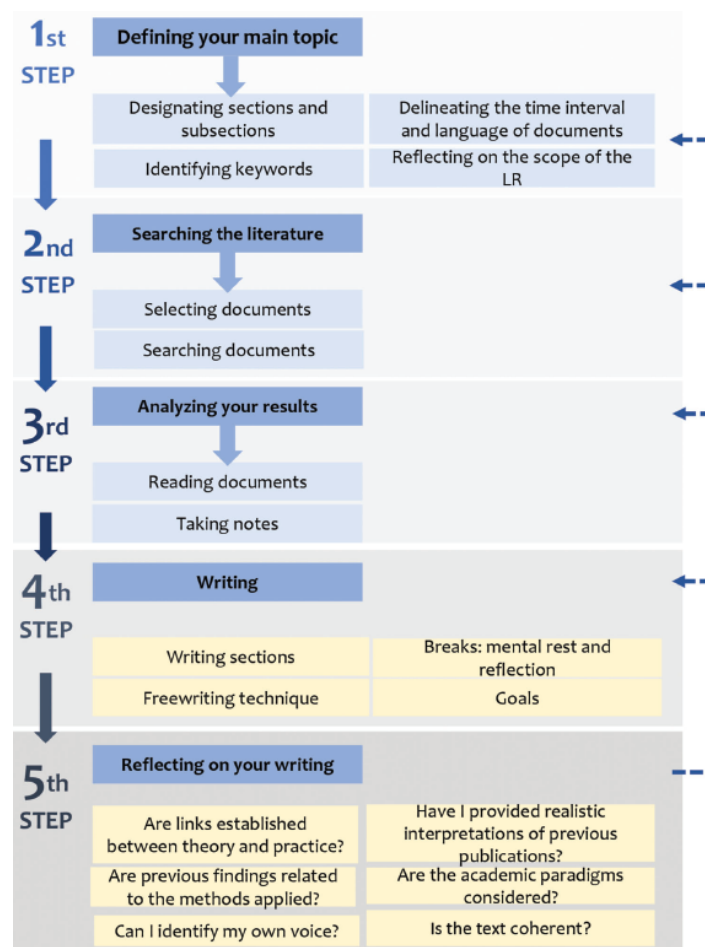 1st
STEP
Defining your main topic
Designating sections and
subsections
Delineating the time interval
and language of documents
Identifying keywords
Reflecting on the scope of the
LR
2nd
STEP
Searching the literature
Selecting documents
Searching documents
3rd
STEP
Analyzing your results
Reading documents
Taking notes
4th
STEP
Writing
Writing sections
Breaks: mental rest and
reflection
Freewriting technique
Goals
5th
STEP
Reflecting on your writing
Are links established
between theory and practice?
Have I provided realistic
interpretations of previous
publications?
Are previous findings related
to the methods applied?
Are the academic paradigms
considered?
Can I identify my own voice?
Is the text coherent?